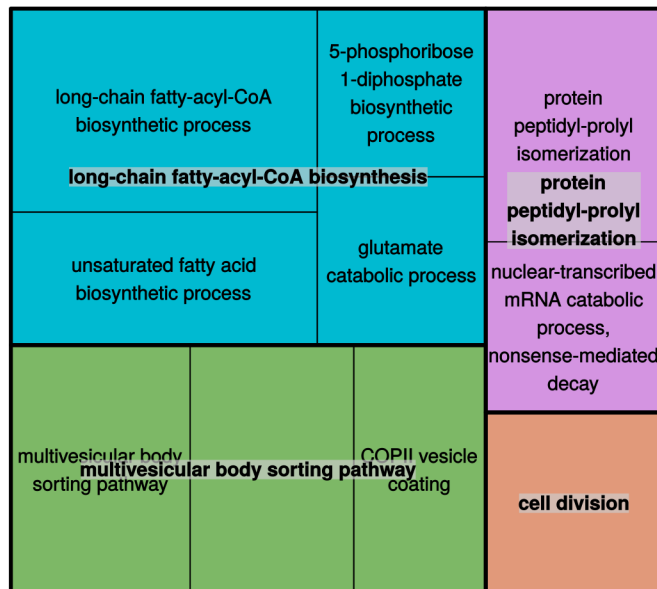 long-chain fatty-acyl-CoA
biosynthetic process
5-phosphoribose
1-diphosphate
biosynthetic
process
long-chain fatty-acyl-CoA biosynthesis
unsaturated fatty acid
biosynthetic process
glutamate
catabolic process
protein
peptidyl-prolyl
isomerization
protein
peptidyl-prolyl
isomerization
nuclear-transcribed
mRNA catabolic
process,
nonsense-mediated
decay
multivesicular body
sorting pathway
multivesicular body sorting pathway
COPII vesicle
coating
cell division